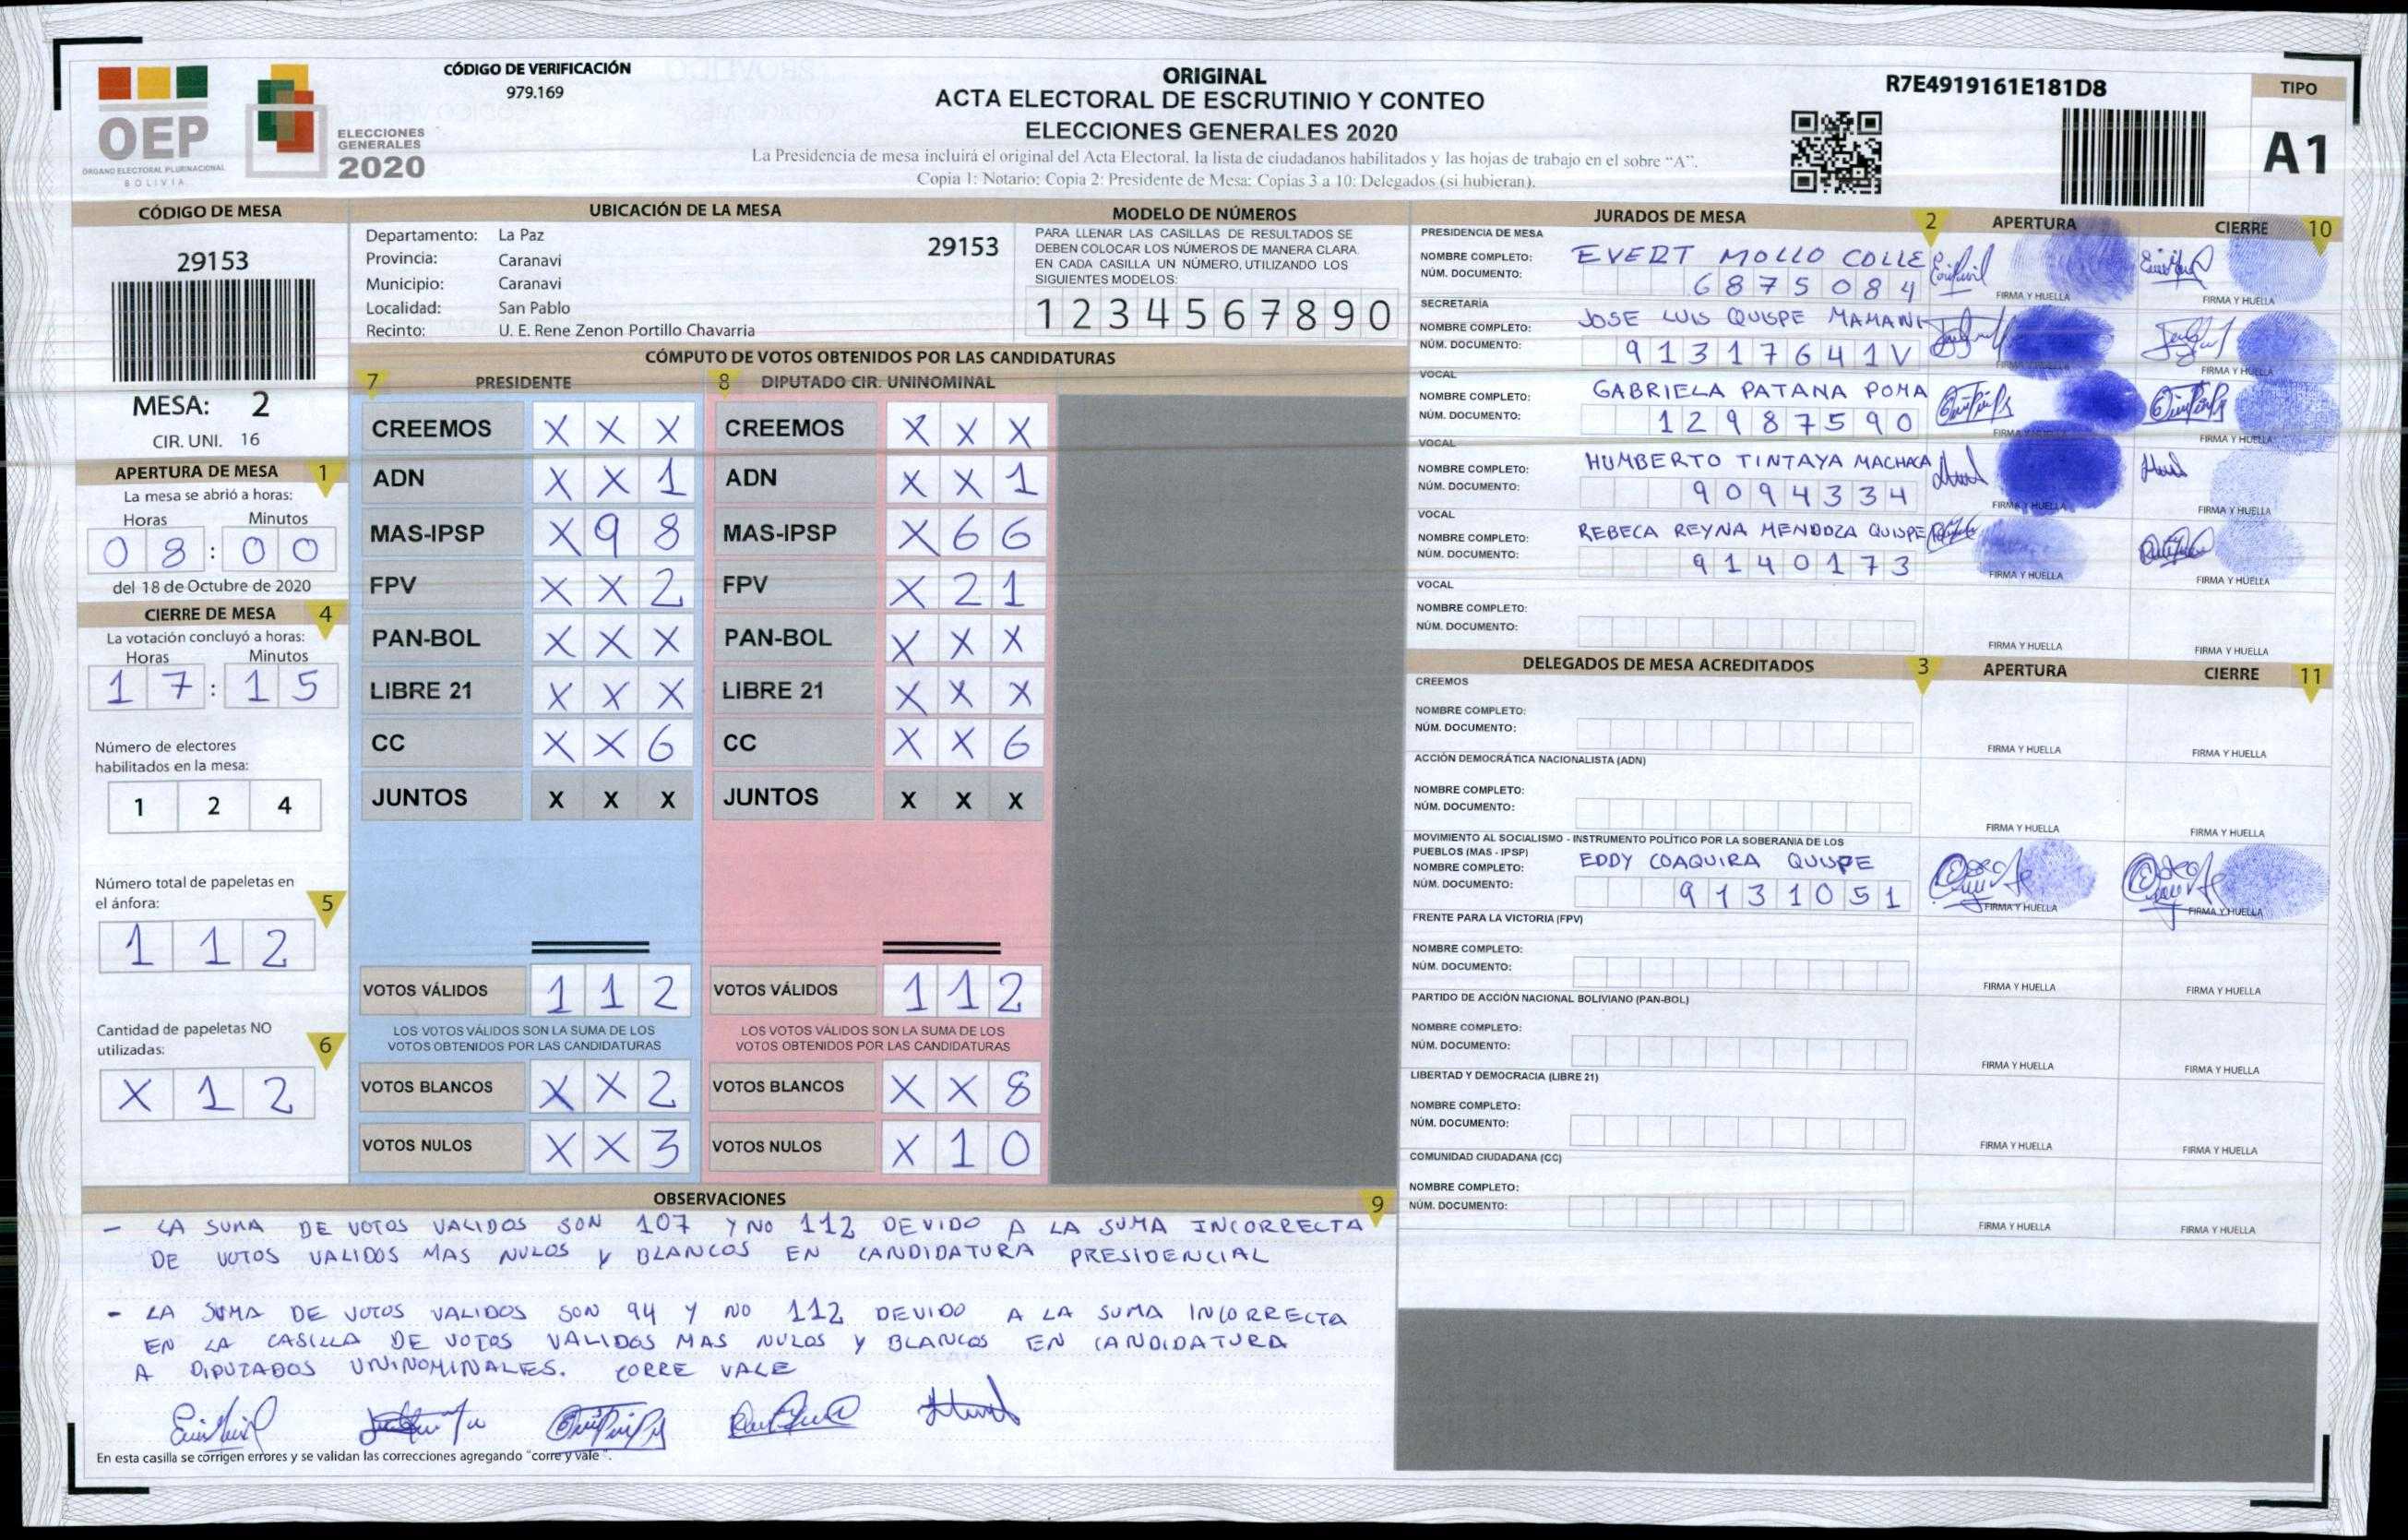 OEP
ÓRGANO ELECTORAL PLURINACIONAL
BOLIVIA
ELECCIONES
GENERALES
2020
CÓDIGO DE VERIFICACIÓN
979.169
ORIGINAL
ACTA ELECTORAL DE ESCRUTINIO Y CONTEO
ELECCIONES GENERALES 2020
La Presidencia de mesa incluirá el original del Acta Electoral, la lista de ciudadanos habilitados y las hojas de trabajo en el sobre "A".
Copia 1: Notario; Copia 2: Presidente de Mesa; Copias 3 a 10: Delegados (si hubieran).
R7E4919161E181D8
TIPO
A1
CÓDIGO DE MESA
29153
MESA: 2
CIR. UNI. 16
APERTURA DE MESA 1
La mesa se abrió a horas:
Horas Minutos
0 8 : 0 0
del 18 de Octubre de 2020
CIERRE DE MESA 4
La votación concluyó a horas:
Horas Minutos
1 7 : 1 5
Número de electores
habilitados en la mesa:
1 2 4
Número total de papeletas en
el ánfora: 5
1 1 2
Cantidad de papeletas NO
utilizadas: 6
X 1 2
UBICACIÓN DE LA MESA
Departamento: La Paz
29153
Provincia: Caranavi
Municipio: Caranavi
Localidad: San Pablo
Recinto: U. E. Rene Zenon Portillo Chavarria
MODELO DE NÚMEROS
PARA LLENAR LAS CASILLAS DE RESULTADOS SE
DEBEN COLOCAR LOS NÚMEROS DE MANERA CLARA.
EN CADA CASILLA UN NÚMERO, UTILIZANDO LOS
SIGUIENTES MODELOS:
1 2 3 4 5 6 7 8 9 0
CÓMPUTO DE VOTOS OBTENIDOS POR LAS CANDIDATURAS
7 PRESIDENTE 8 DIPUTADO CIR. UNINOMINAL
CREEMOS X X X CREEMOS X X X
ADN X X 1 ADN X X 1
MAS-IPSP X 9 8 MAS-IPSP X 6 6
FPV X X 2 FPV X 2 1
PAN-BOL X X X PAN-BOL X X X
LIBRE 21 X X X LIBRE 21 X X X
CC X X 6 CC X X 6
JUNTOS X X X JUNTOS X X X
VOTOS VÁLIDOS 1 1 2 VOTOS VÁLIDOS 1 1 2
LOS VOTOS VÁLIDOS SON LA SUMA DE LOS
VOTOS OBTENIDOS POR LAS CANDIDATURAS
LOS VOTOS VÁLIDOS SON LA SUMA DE LOS
VOTOS OBTENIDOS POR LAS CANDIDATURAS
VOTOS BLANCOS X X 2 VOTOS BLANCOS X X 8
VOTOS NULOS X X 3 VOTOS NULOS X 1 0
OBSERVACIONES 9
- LA SUMA DE VOTOS VALIDOS SON 107 Y NO 112 DEVIDO A LA SUMA INCORRECTA
DE VOTOS VALIDOS MAS NULOS Y BLANCOS EN CANDIDATURA PRESIDENCIAL
- LA SUMA DE VOTOS VALIDOS SON 94 Y NO 112 DEVIDO A LA SUMA INCORRECTA
EN LA CASILLA DE VOTOS VALIDOS MAS NULOS Y BLANCOS EN CANDIDATURA
A DIPUTADOS UNINOMINALES. CORRE VALE
En esta casilla se corrigen errores y se validan las correcciones agregando "corre y vale".
JURADOS DE MESA 2 APERTURA CIERRE 10
PRESIDENCIA DE MESA
NOMBRE COMPLETO: EVERT MOLLO COLLE
NÚM. DOCUMENTO: 6875084
FIRMA Y HUELLA FIRMA Y HUELLA
SECRETARÍA
NOMBRE COMPLETO: JOSE LUIS QUISPE MAMANI
NÚM. DOCUMENTO: 91317641V
FIRMA Y HUELLA
VOCAL
NOMBRE COMPLETO: GABRIELA PATANA POMA
NÚM. DOCUMENTO: 12987590
FIRMA Y HUELLA
VOCAL
NOMBRE COMPLETO: HUMBERTO TINTAYA MACHACA
NÚM. DOCUMENTO: 9094334
FIRMA Y HUELLA FIRMA Y HUELLA
VOCAL
NOMBRE COMPLETO: REBECA REYNA MENDOZA QUISPE
NÚM. DOCUMENTO: 9140173
FIRMA Y HUELLA FIRMA Y HUELLA
VOCAL
NOMBRE COMPLETO:
NÚM. DOCUMENTO:
FIRMA Y HUELLA FIRMA Y HUELLA
DELEGADOS DE MESA ACREDITADOS 3 APERTURA CIERRE 11
CREEMOS
NOMBRE COMPLETO:
NÚM. DOCUMENTO:
FIRMA Y HUELLA FIRMA Y HUELLA
ACCIÓN DEMOCRÁTICA NACIONALISTA (ADN)
NOMBRE COMPLETO:
NÚM. DOCUMENTO:
FIRMA Y HUELLA FIRMA Y HUELLA
MOVIMIENTO AL SOCIALISMO - INSTRUMENTO POLÍTICO POR LA SOBERANIA DE LOS
PUEBLOS (MAS - IPSP)
NOMBRE COMPLETO: EDDY COAQUIRA QUISPE
NÚM. DOCUMENTO: 9131051
FIRMA Y HUELLA FIRMA Y HUELLA
FRENTE PARA LA VICTORIA (FPV)
NOMBRE COMPLETO:
NÚM. DOCUMENTO:
FIRMA Y HUELLA FIRMA Y HUELLA
PARTIDO DE ACCIÓN NACIONAL BOLIVIANO (PAN-BOL)
NOMBRE COMPLETO:
NÚM. DOCUMENTO:
FIRMA Y HUELLA FIRMA Y HUELLA
LIBERTAD Y DEMOCRACIA (LIBRE 21)
NOMBRE COMPLETO:
NÚM. DOCUMENTO:
FIRMA Y HUELLA FIRMA Y HUELLA
COMUNIDAD CIUDADANA (CC)
NOMBRE COMPLETO:
NÚM. DOCUMENTO:
FIRMA Y HUELLA FIRMA Y HUELLA